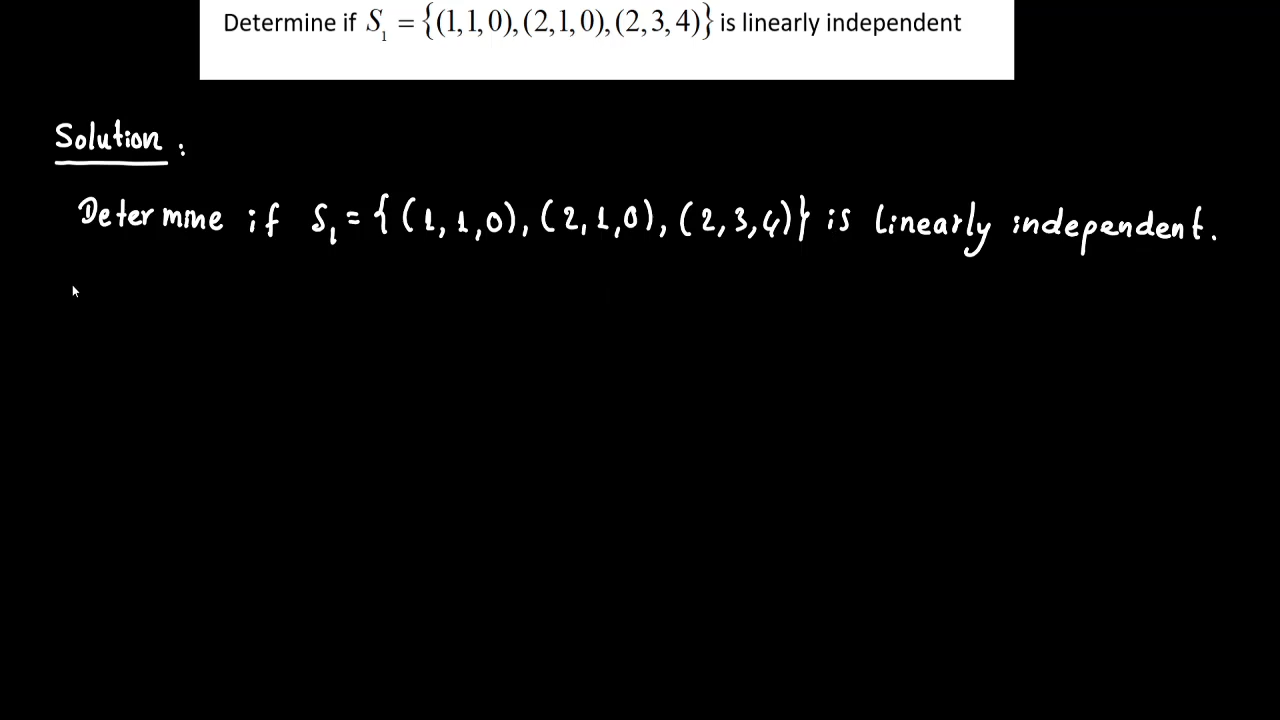 Determine if S₁ = {(1,1,0),(2,1,0),(2,3,4)} is linearly independent
Solution :
Determine if S₁ = { (1, 1, 0), (2, 1, 0), (2, 3, 4)} is linearly independent.